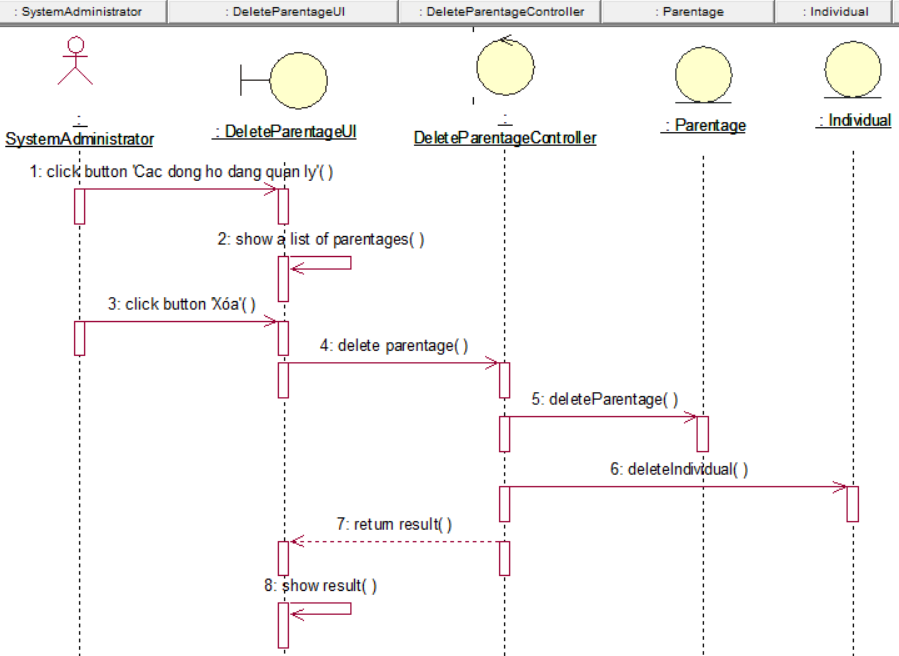 : SystemAdministrator
: DeleteParentageUI
: DeleteParentageController
: Parentage
: Individual
:
SystemAdministrator
: DeleteParentageUI
:
DeleteParentageController
: Parentage
: Individual
1: click button 'Cac dong ho dang quan ly'( )
2: show a list of parentages( )
3: click button 'Xóa'( )
4: delete parentage( )
5: deleteParentage( )
6: deleteIndividual( )
7: return result( )
8: show result( )